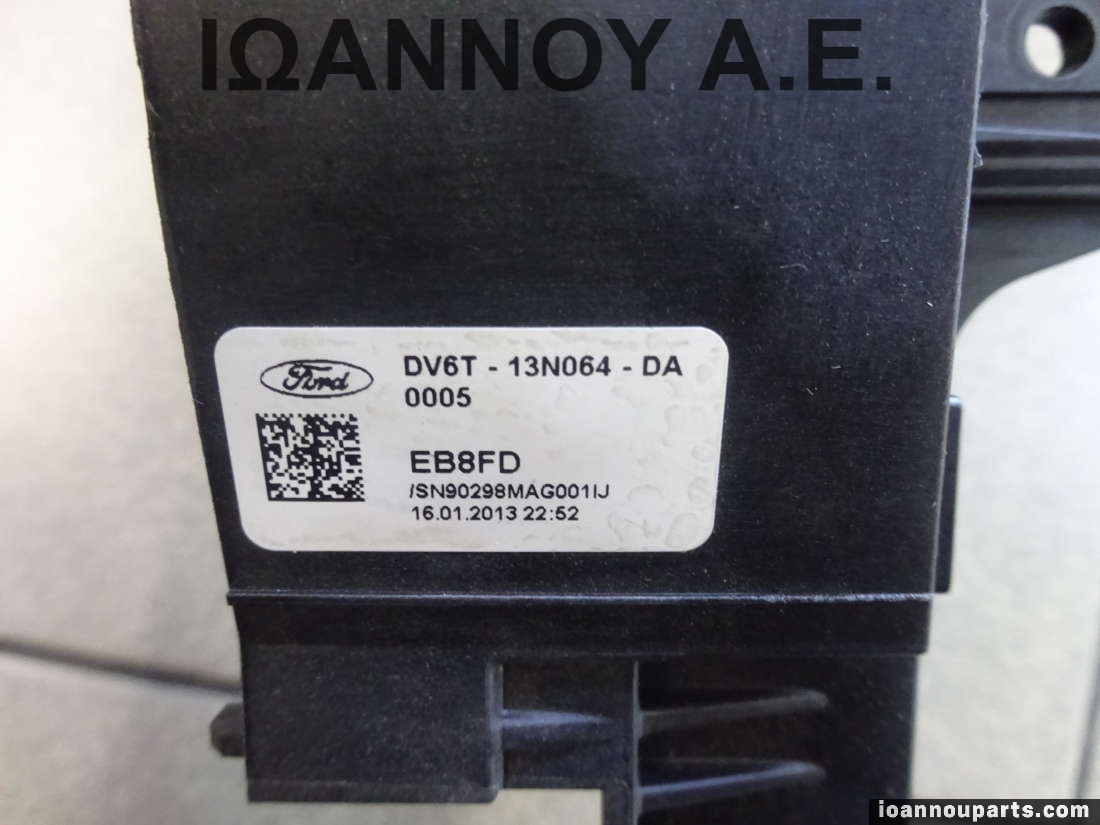 ΙΩΑΝΝΟΥ Α.Ε.
Ford
DV6T - 13N064 - DA
0005
EB8FD
/SN90298MAG001IJ
16.01.2013 22:52
ioannouparts.com